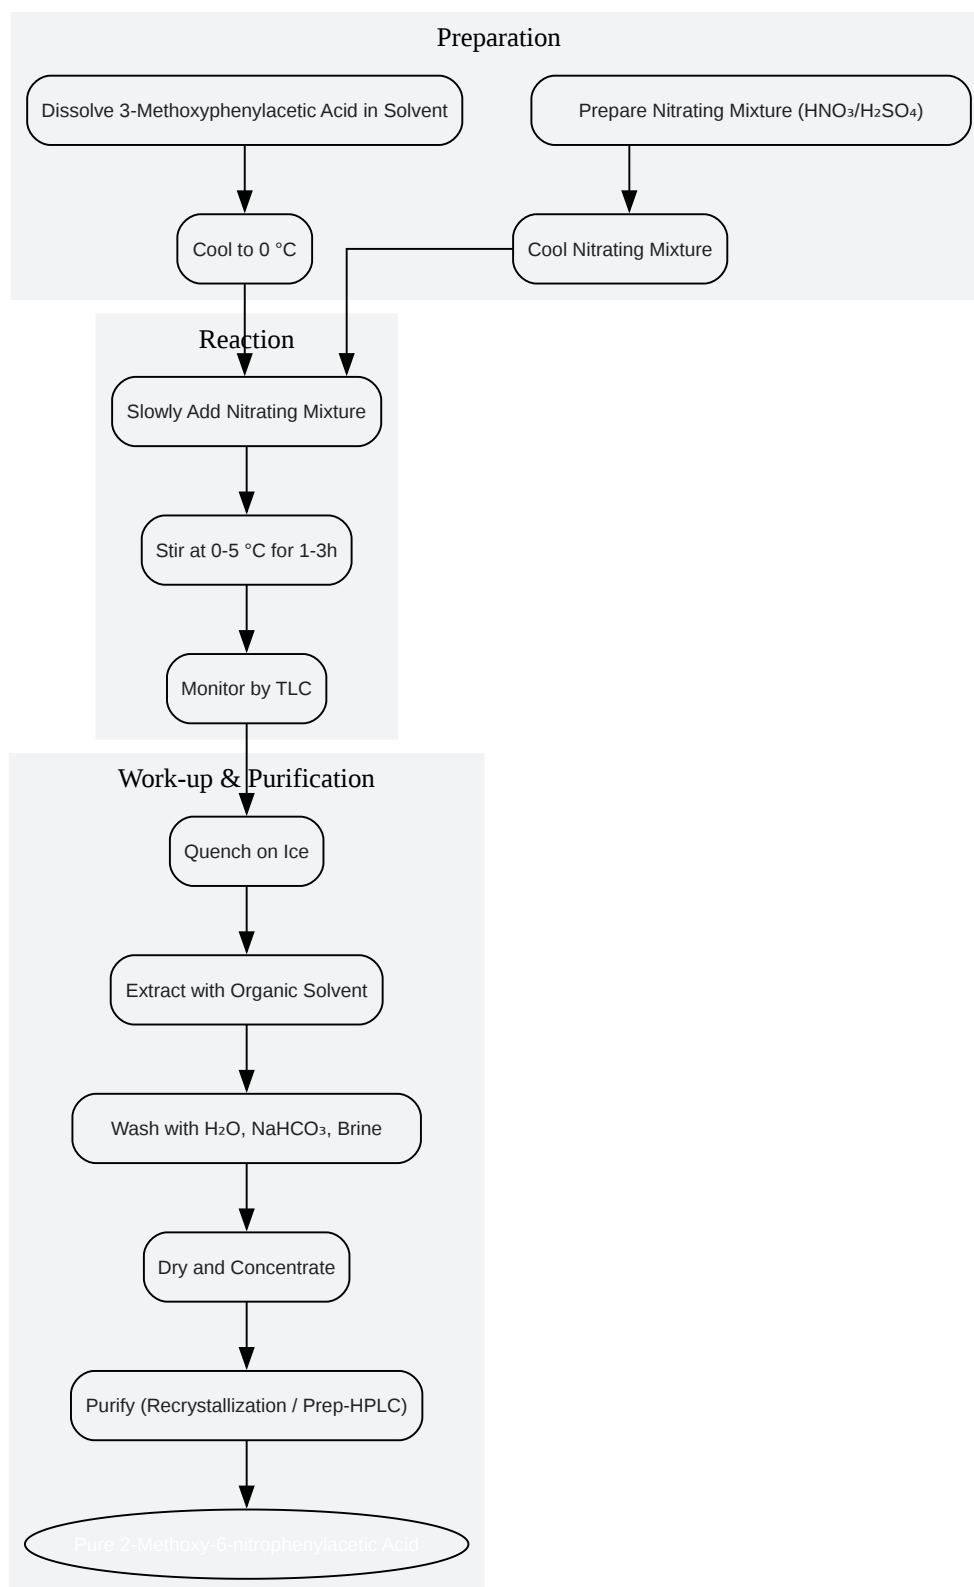 Preparation
Dissolve 3-Methoxyphenylacetic Acid in Solvent
Prepare Nitrating Mixture (HNO₃/H₂SO₄)
Cool to 0 °C
Cool Nitrating Mixture
Reaction
Slowly Add Nitrating Mixture
Stir at 0-5 °C for 1-3h
Monitor by TLC
Work-up & Purification
Quench on Ice
Extract with Organic Solvent
Wash with H₂O, NaHCO₃, Brine
Dry and Concentrate
Purify (Recrystallization / Prep-HPLC)
Pure 2-Methoxy-6-nitrophenylacetic Acid